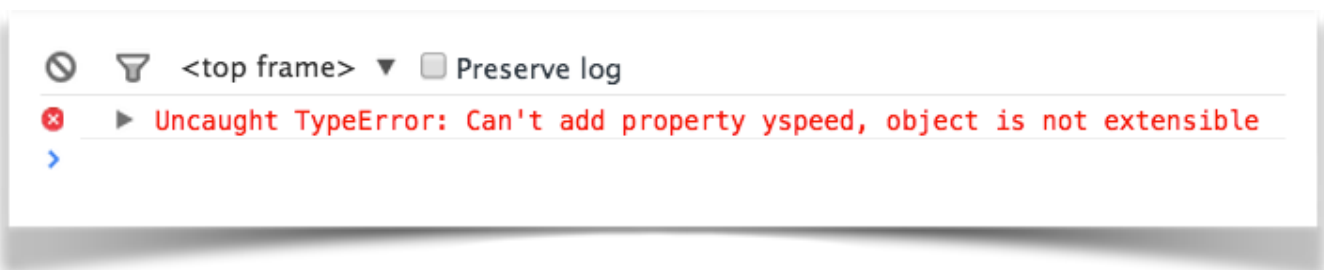 <top frame> ▼ Preserve log
▶ Uncaught TypeError: Can't add property yspeed, object is not extensible
>